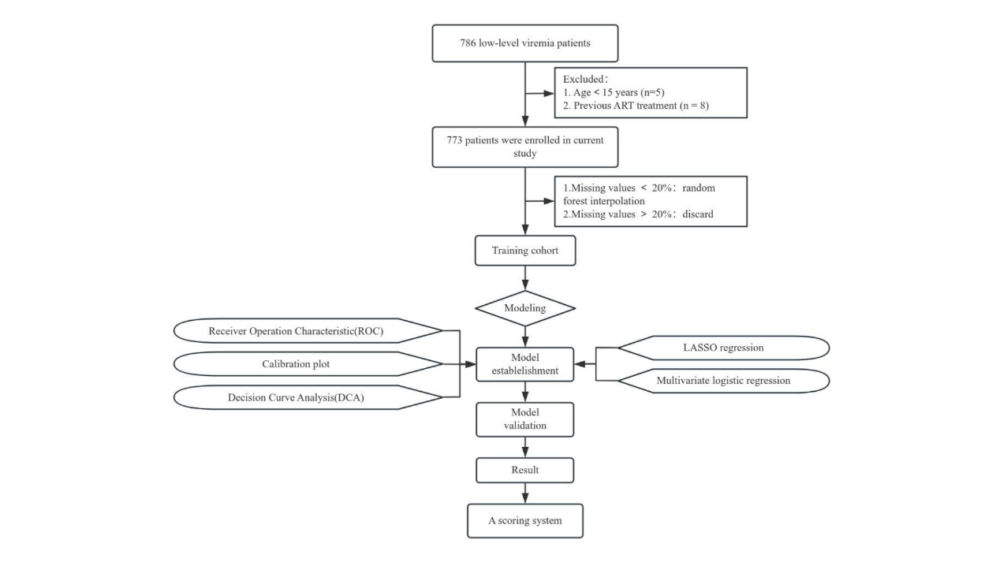 786 low-level viremia patients
Excluded：
1. Age < 15 years (n=5)
2. Previous ART treatment (n = 8)
773 patients were enrolled in current
study
1.Missing values < 20%：random
forest interpolation
2.Missing values > 20%：discard
Training cohort
Modeling
Receiver Operation Characteristic(ROC)
Calibration plot
Decision Curve Analysis(DCA)
Model
establelishment
LASSO regression
Multivariate logistic regression
Model
validation
Result
A scoring system